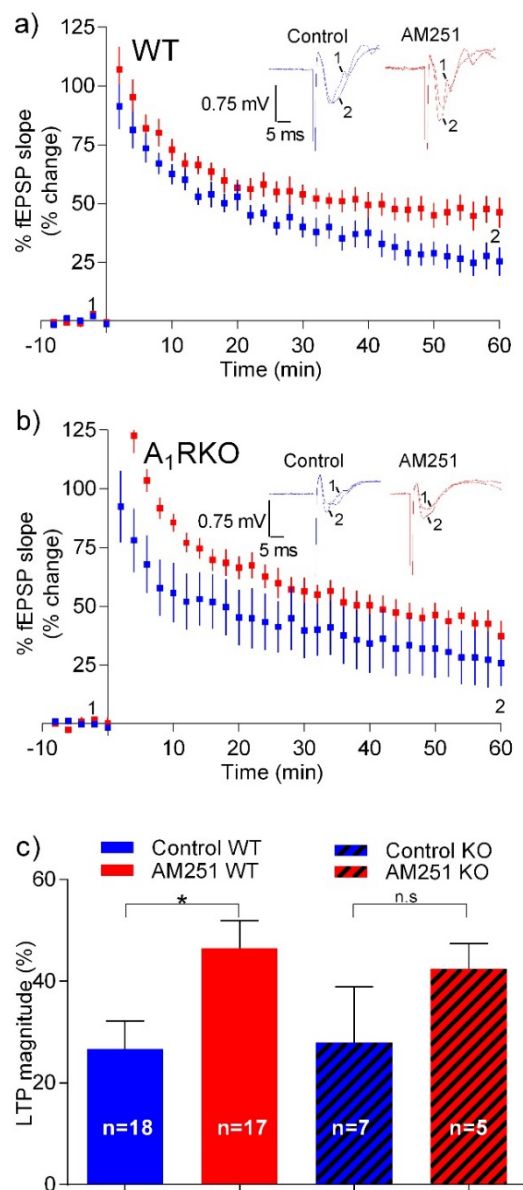 a)
WT
Control
AM251
1
1
2
2
0.75 mV
5 ms
% fEPSP slope
(% change)
125
100
75
50
25
1
2
-10
10
20
30
40
50
60
Time (min)
b)
A₁RKO
Control
AM251
1
1
2
2
0.75 mV
5 ms
% fEPSP slope
(% change)
125
100
75
50
25
1
2
-10
10
20
30
40
50
60
Time (min)
c)
Control WT
Control KO
AM251 WT
AM251 KO
LTP magnitude (%)
60
40
20
0
*
n.s
n=18
n=17
n=7
n=5